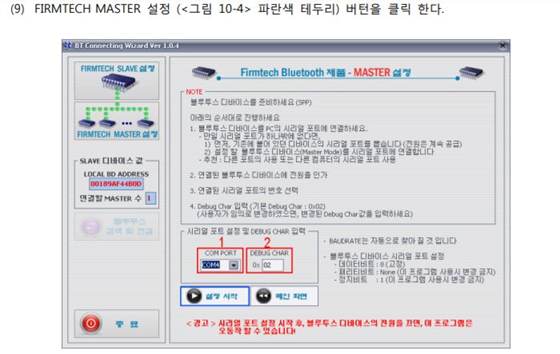 (9) FIRMTECH MASTER 설정 (<그림 10-4> 파란색 테두리) 버튼을 클릭 한다.
BT Connecting Wizard Ver 1.0.4
FIRMTECH SLAVE설정
FIRMTECH MASTER설정
SLAVE 디바이스 값
LOCAL BD ADDRESS
00189AF44B0D
연결할 MASTER 수 1
블루투스
검색 및 연결
종 료
Firmtech Bluetooth 제품 - MASTER 설정
NOTE
블루투스 디바이스를 준비하세요 (SPP)
아래의 순서대로 진행하세요
1. 블루투스 디바이스를 PC의 시리얼 포트에 연결하세요.
- 만일 시리얼 포트가 하나밖에 없다면,
1) 먼저, 기존에 붙어 있던 디바이스의 시리얼 포트를 뽑습니다 (전원은 계속 공급)
2) 설정 할 블루투스 디바이스(Master Mode)를 시리얼 포트에 연결합니다
- 추천 : 다른 포트의 사용 또는 다른 컴퓨터의 시리얼 포트 사용
2. 연결된 블루투스 디바이스에 전원을 인가
3. 연결된 시리얼 포트의 번호 선택
4. Debug Char 입력 (기본 Debug Char : 0x02)
(사용자가 임의로 변경하였으면, 변경된 Debug Char값을 입력하세요)
시리얼 포트 설정 및 DEBUG CHAR 입력
1 2
COM PORT DEBUG CHAR
COM4 0x 02
- BAUDRATE는 자동으로 찾아 질 것 입니다
- 블루투스 디바이스 시리얼 포트 설정
- 데이터비트 : 8 (고정)
- 패리티비트 : None (이 프로그램 사용시 변경 금지)
- 정지비트 : 1 (이 프로그램 사용시 변경 금지)
설정 시작 메인 화면
< 경고 > 시리얼 포트 설정 시작 후, 블루투스 디바이스의 전원을 끄면, 이 프로그램은
오동작 할 수 있습니다!